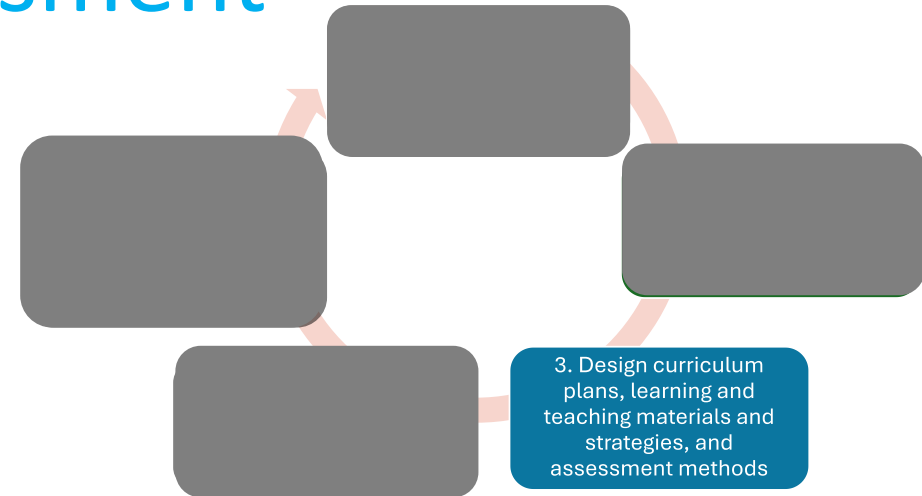 sment
3. Design curriculum
plans, learning and
teaching materials and
strategies, and
assessment methods